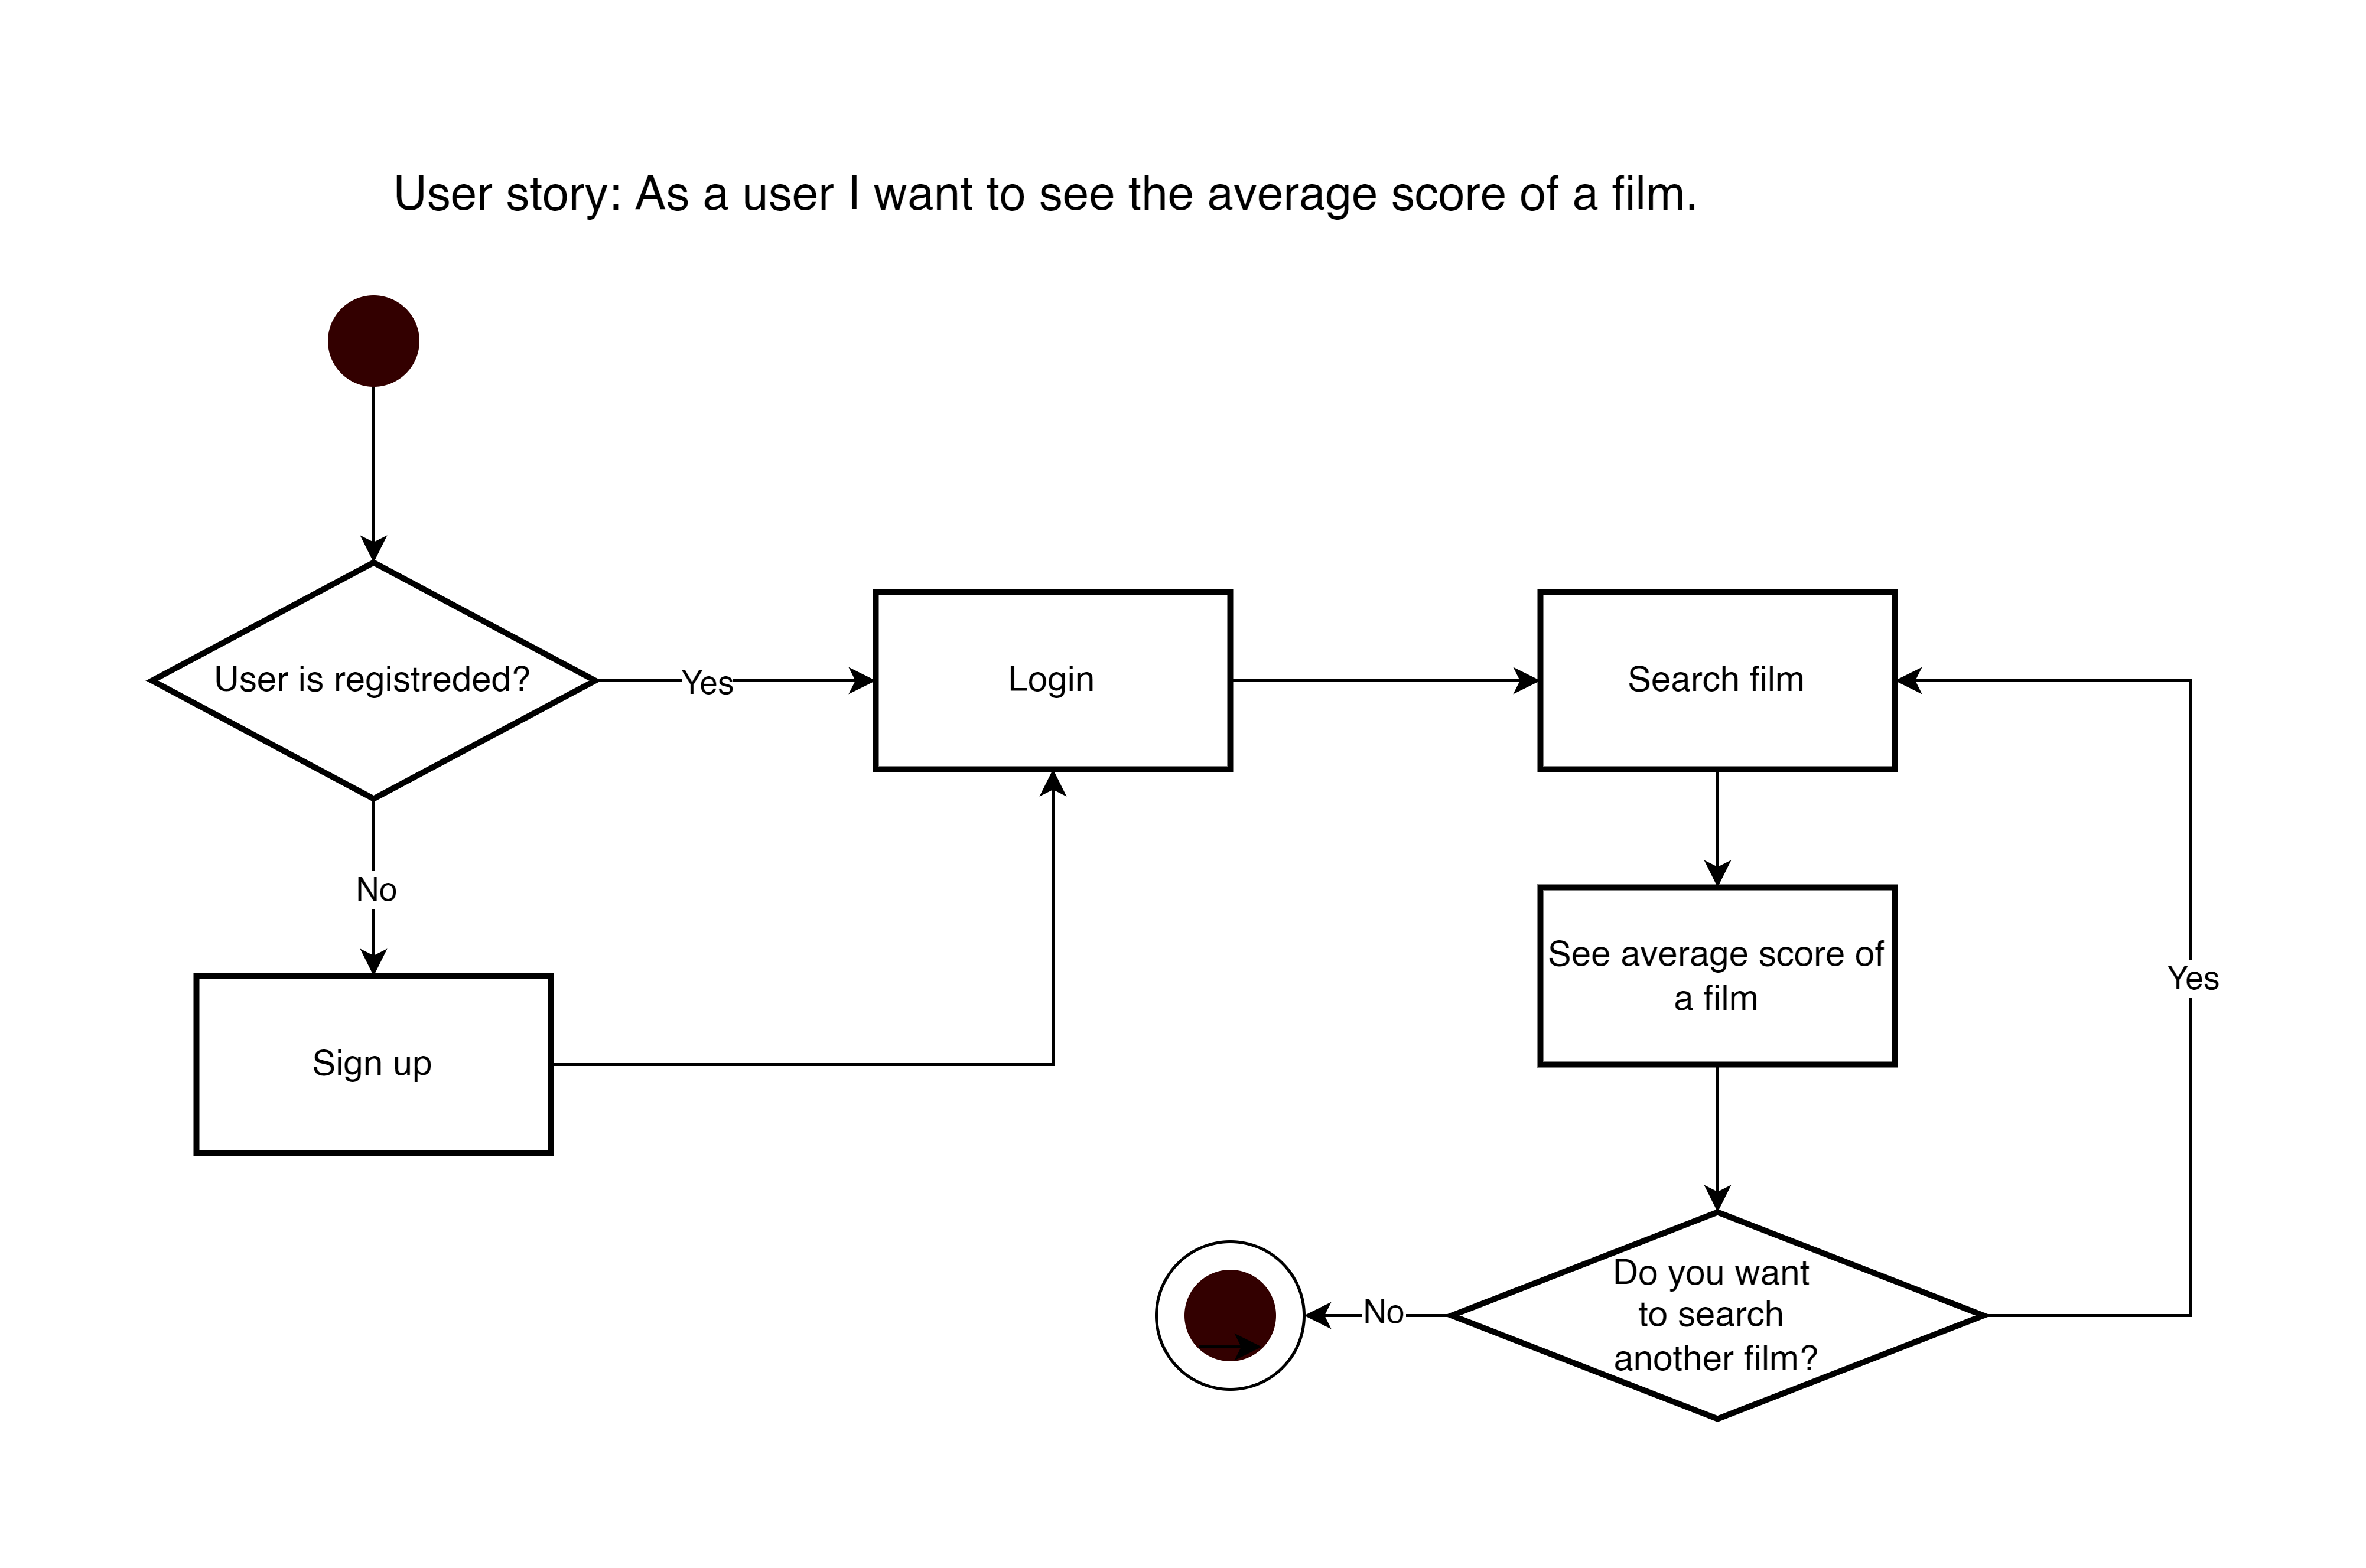 User story: As a user I want to see the average score of a film.
User is registreded?
Yes
Login
Search film
No
Sign up
See average score of
a film
Yes
Do you want
to search
another film?
No